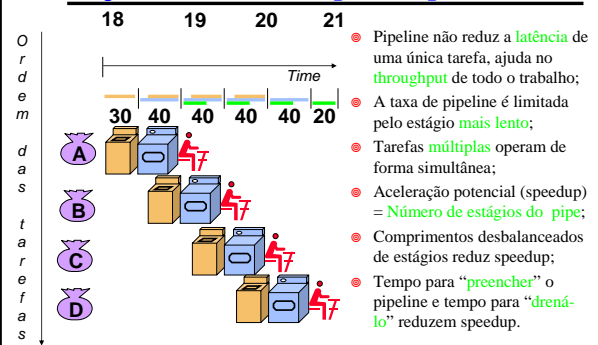 18 19 20 21
Time
30 40 40 40 40 20
Ordem das tarefas
A
B
C
D
Pipeline não reduz a latência de
uma única tarefa, ajuda no
throughput de todo o trabalho;
A taxa de pipeline é limitada
pelo estágio mais lento;
Tarefas múltiplas operam de
forma simultânea;
Aceleração potencial (speedup)
= Número de estágios do pipe;
Comprimentos desbalanceados
de estágios reduz speedup;
Tempo para “preencher” o
pipeline e tempo para “drená-
lo” reduzem speedup.